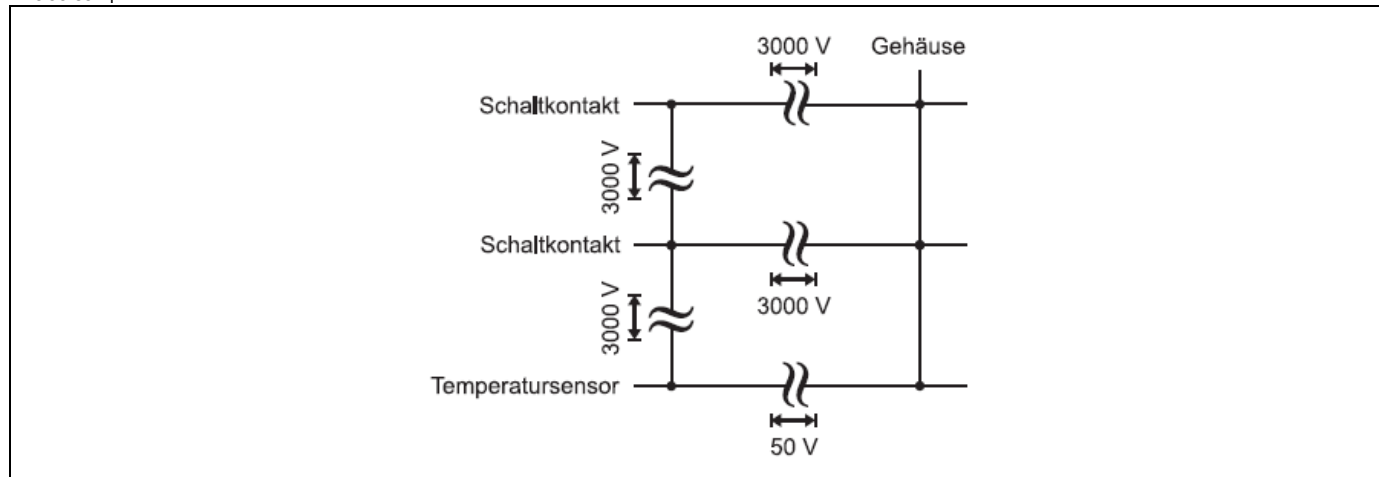 3000 V
Gehäuse
Schaltkontakt
3000 V
Schaltkontakt
3000 V
3000 V
Temperatursensor
50 V